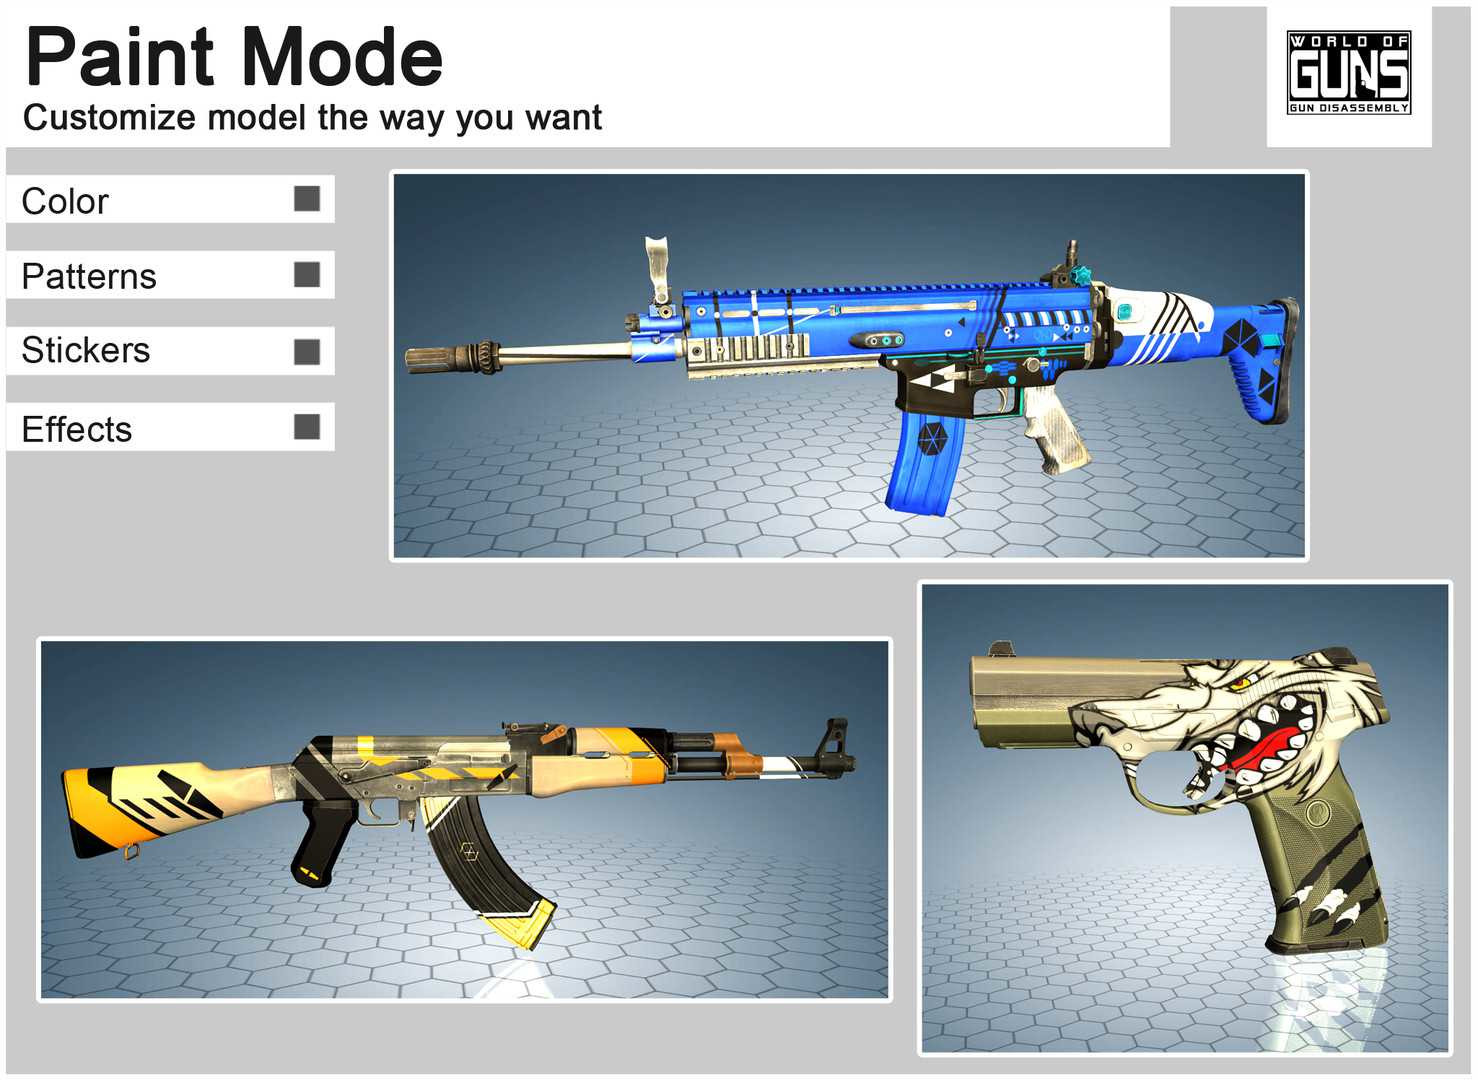 Paint Mode
Customize model the way you want
WORLD OF
GUNS
GUN DISASSEMBLY
Color
Patterns
Stickers
Effects